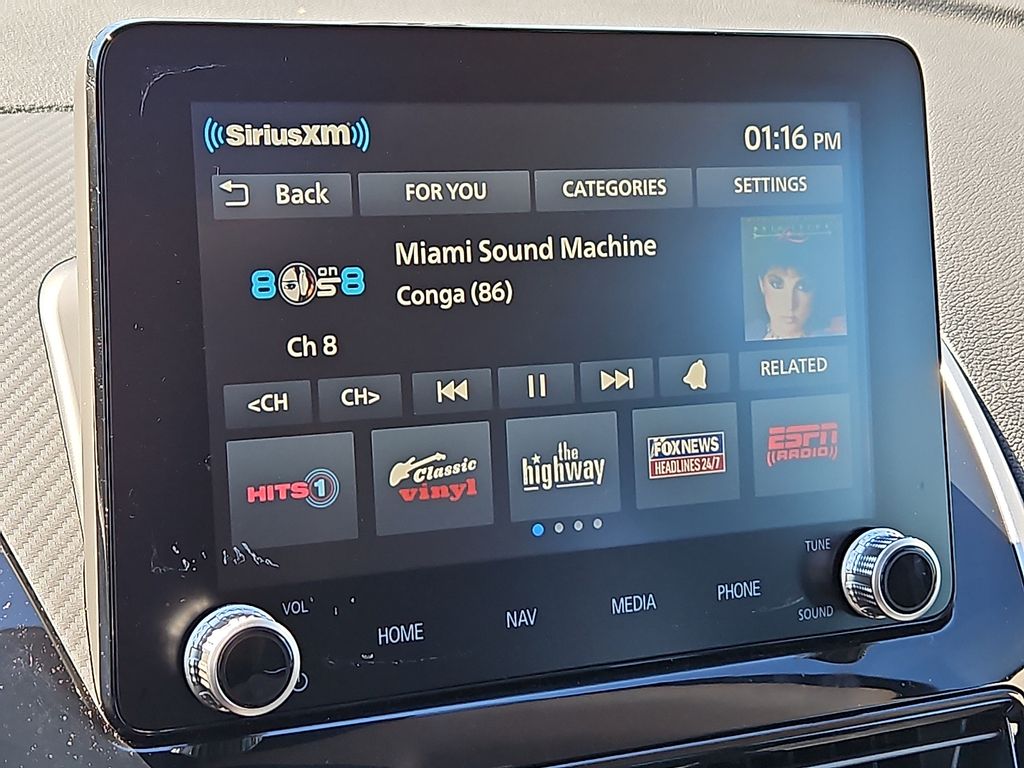 SiriusXM
01:16 PM
Back
FOR YOU
CATEGORIES
SETTINGS
80s on 8
Miami Sound Machine
Conga (86)
Ch 8
<CH
CH>
RELATED
HITS 1
Classic
vinyl
the
highway
FOX NEWS
HEADLINES 24/7
ESPN
((RADIO))
VOL
HOME
NAV
MEDIA
PHONE
TUNE
SOUND